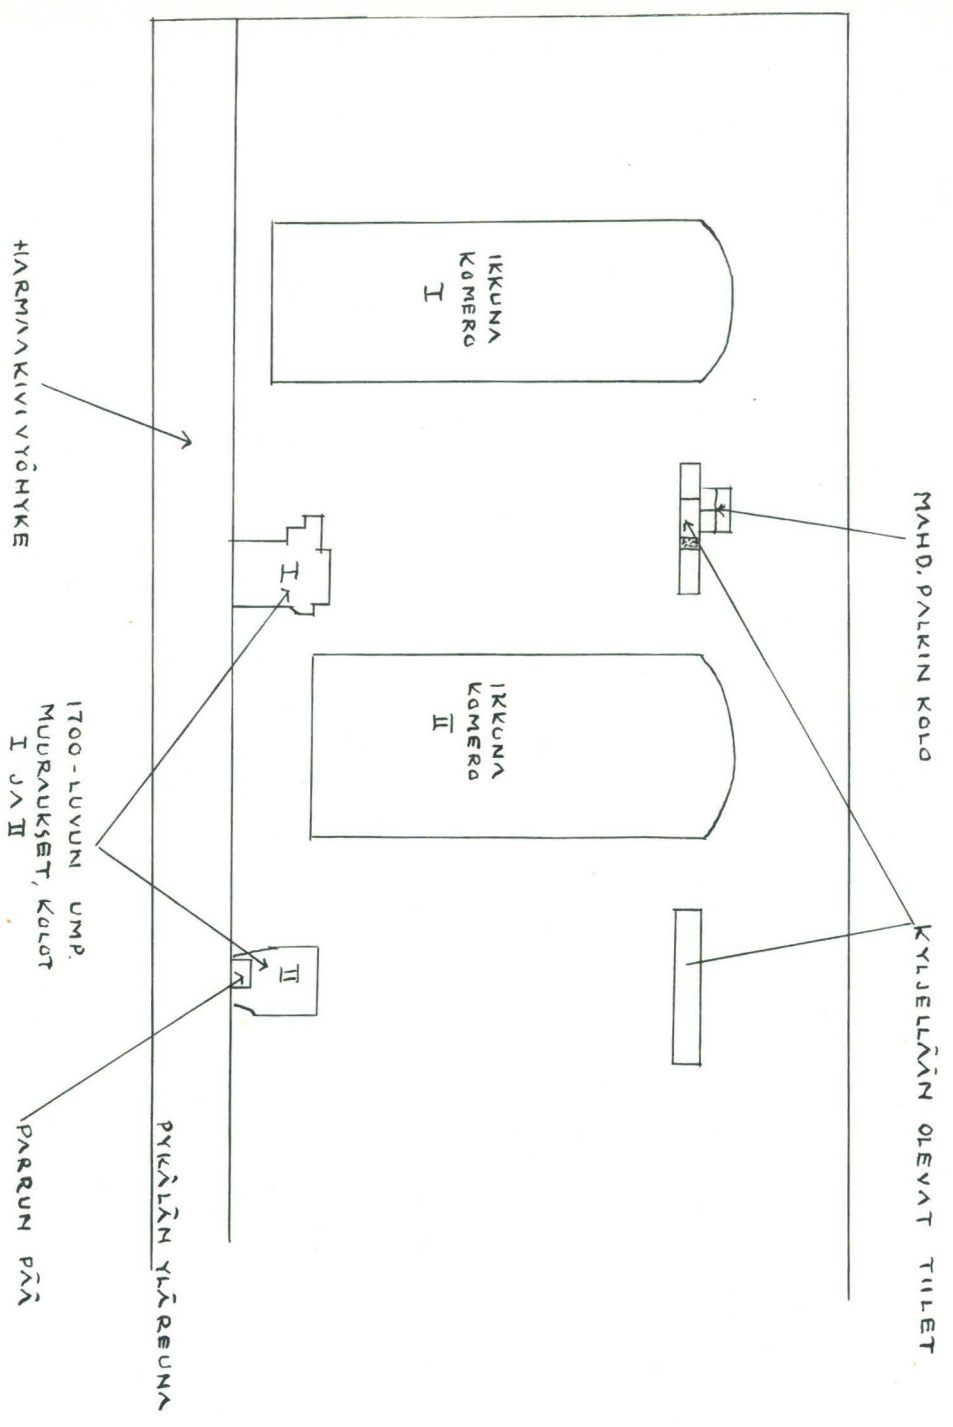 MAHD. PALKIN KOLO
KYLJELLÄÄN OLEVAT TIILET
IKKUNA
KOMERO
I
IKKUNA
KOMERO
II
I
II
HARMAAKIVIVYÖHYKE
1700-LUVUN UMP.
MUURAUKSET, KOLOT
I JA II
PYKÄLÄN YLÄREUNA
PARRUN PÄÄ